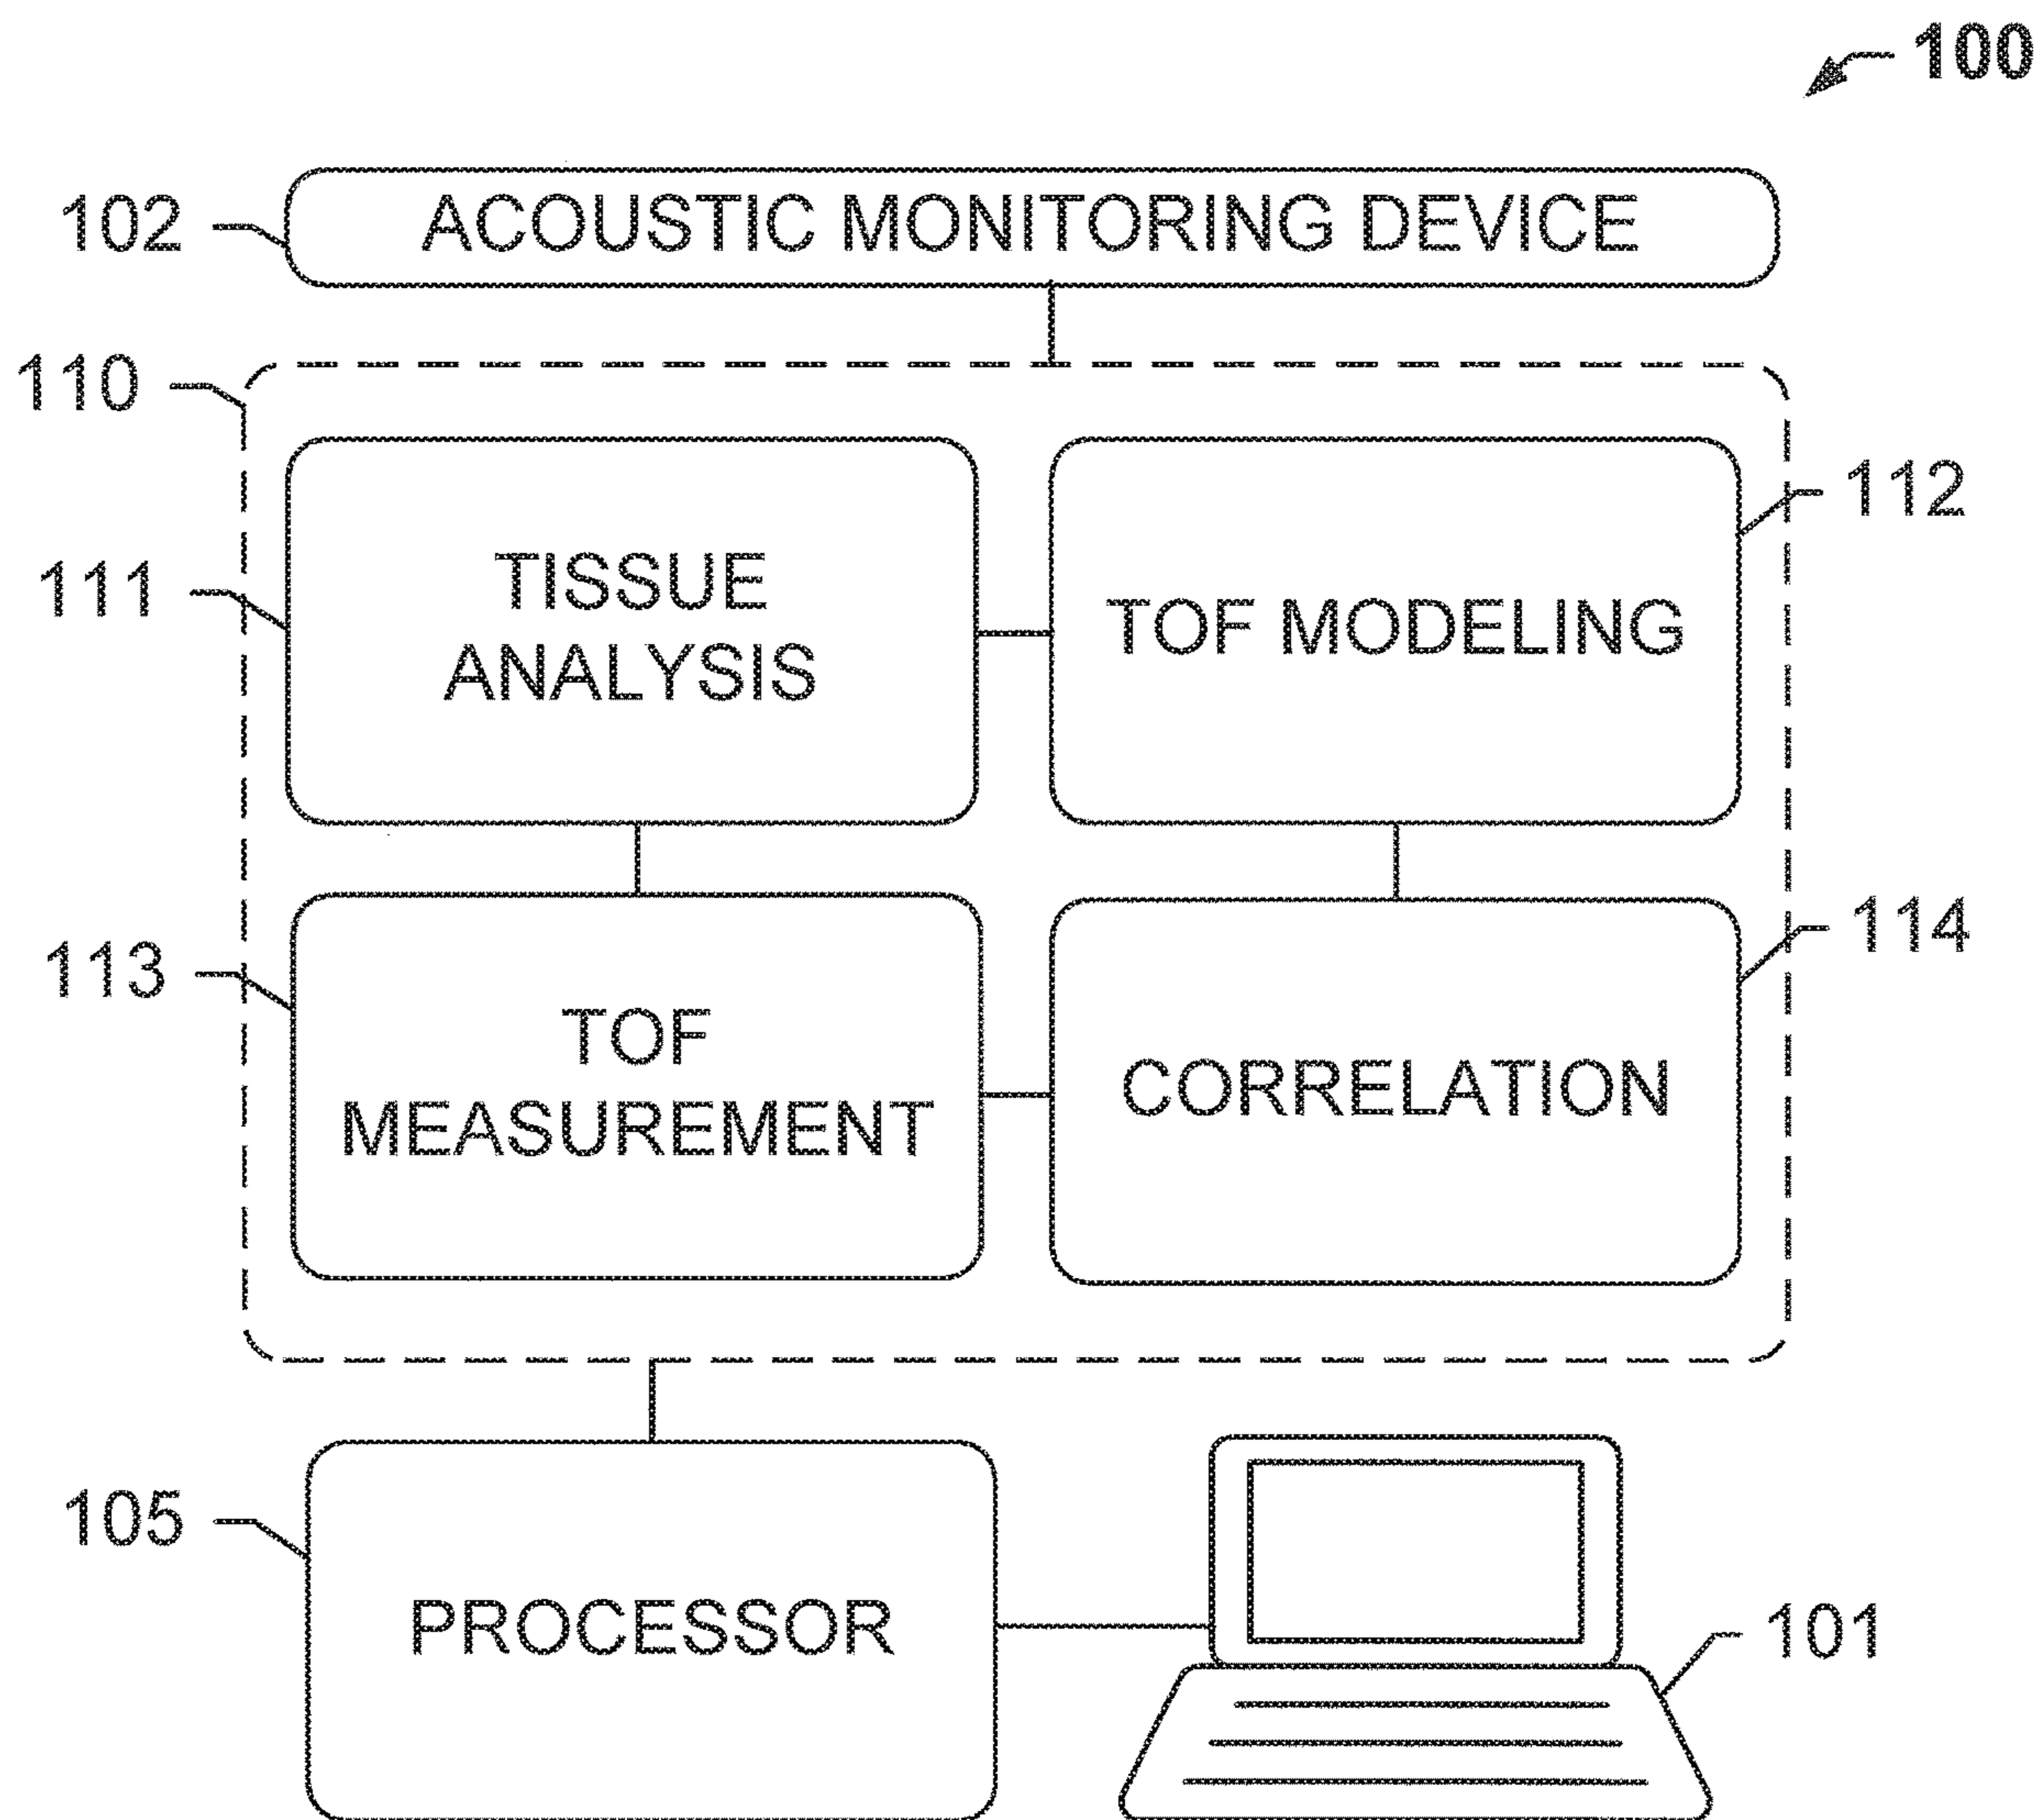 100
102
ACOUSTIC MONITORING DEVICE
110
111
TISSUE
ANALYSIS
TOF MODELING
112
113
TOF
MEASUREMENT
CORRELATION
114
105
PROCESSOR
101